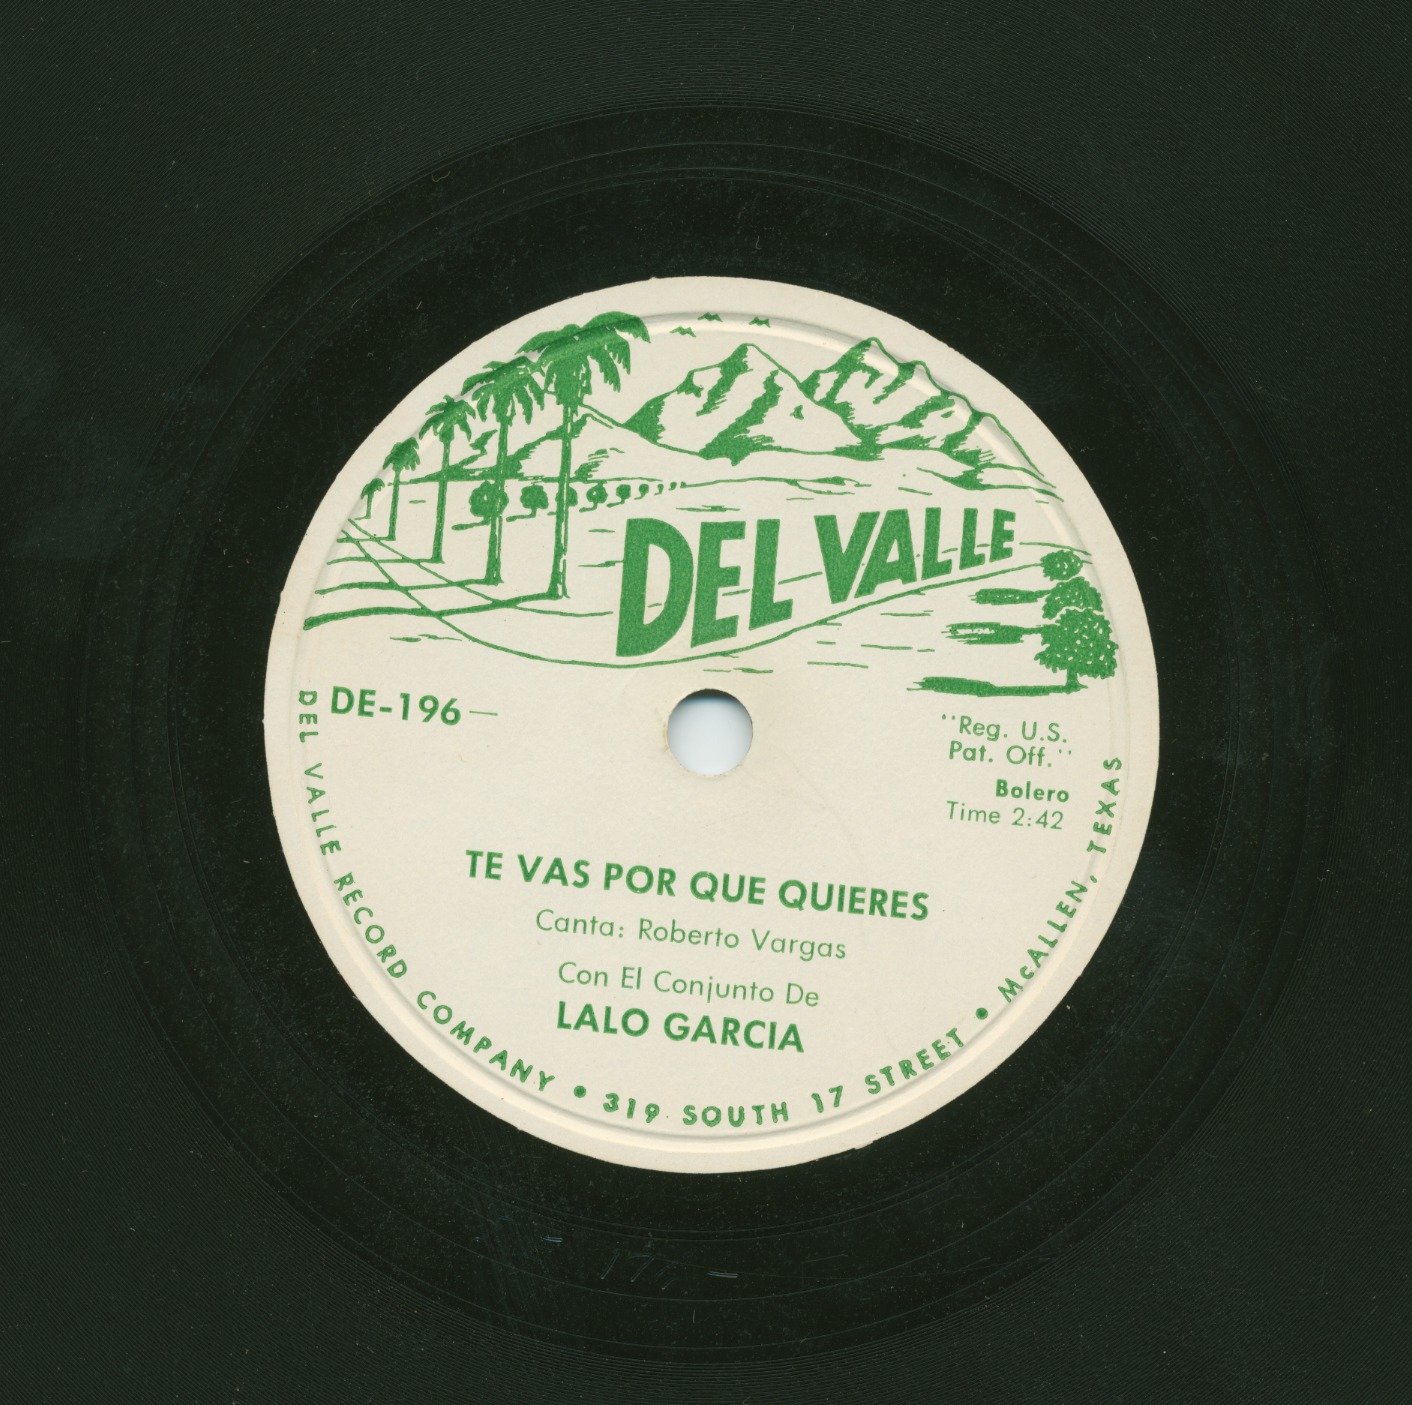 DEL VALLE
DE-196—
"Reg. U.S.
Pat. Off."
Bolero
Time 2:42
TE VAS POR QUE QUIERES
Canta: Roberto Vargas
Con El Conjunto De
LALO GARCIA
DEL VALLE RECORD COMPANY • 319 SOUTH 17 STREET • McALLEN, TEXAS